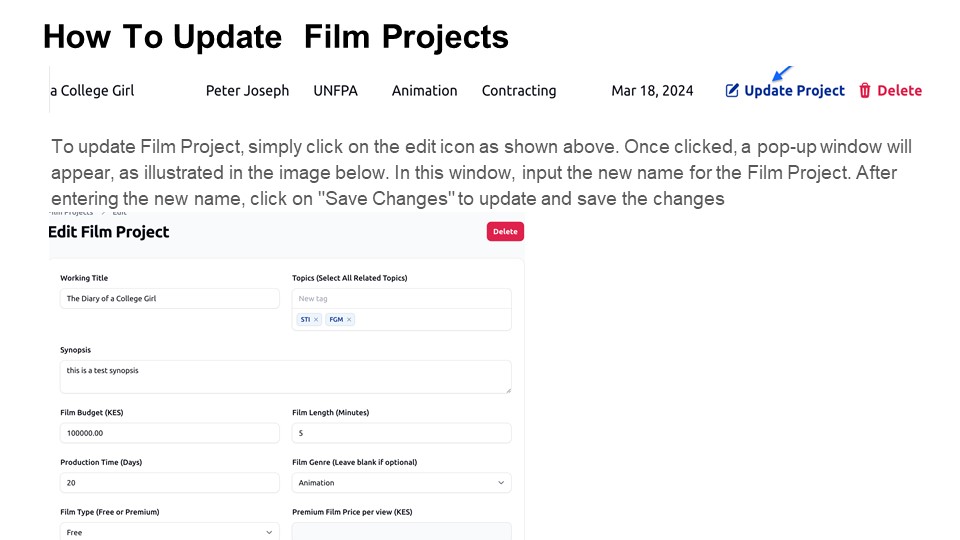 How To Update Film Projects
a College Girl Peter Joseph UNFPA Animation Contracting Mar 18, 2024 Update Project Delete
To update Film Project, simply click on the edit icon as shown above. Once clicked, a pop-up window will
appear, as illustrated in the image below. In this window, input the new name for the Film Project. After
entering the new name, click on "Save Changes" to update and save the changes
Film Projects > Edit
Edit Film Project Delete
Working Title Topics (Select All Related Topics)
The Diary of a College Girl New tag
STI × FGM ×
Synopsis
this is a test synopsis
Film Budget (KES) Film Length (Minutes)
100000.00 5
Production Time (Days) Film Genre (Leave blank if optional)
20 Animation
Film Type (Free or Premium) Premium Film Price per view (KES)
Free